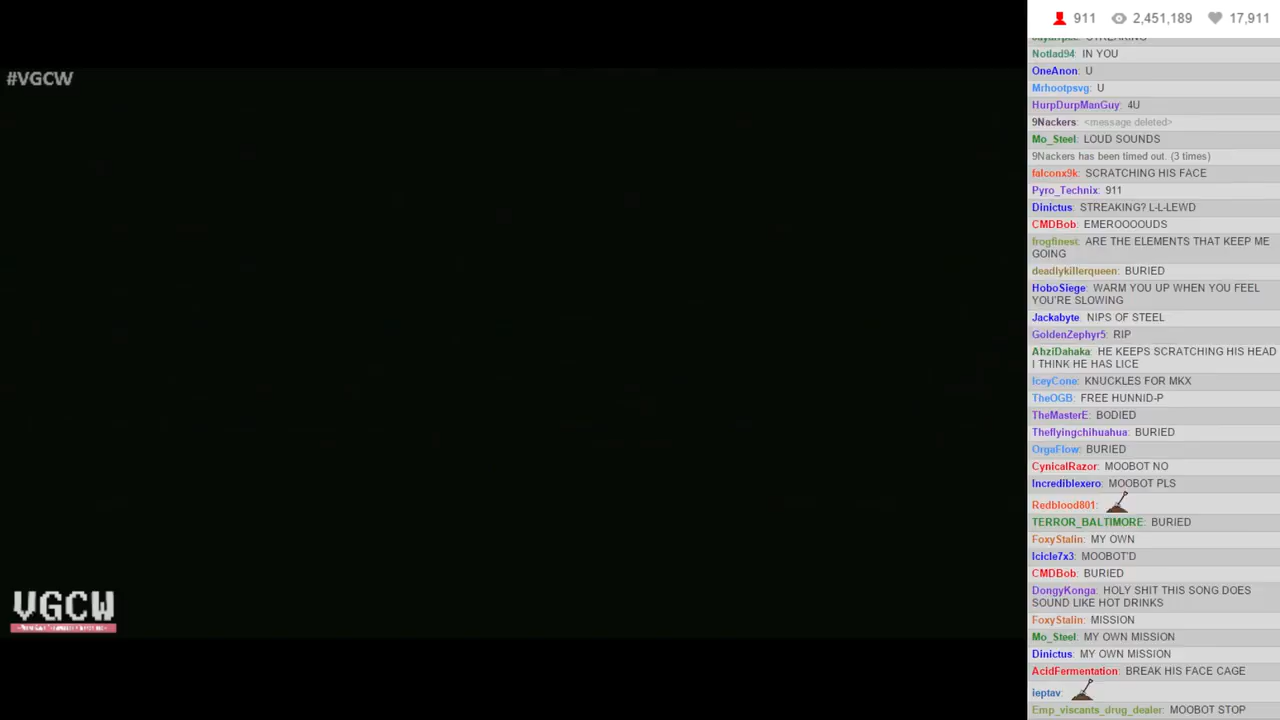 911 2,451,189 17,911
#VGCW
Notlad94: IN YOU
OneAnon: U
Mrhootpsvg: U
HurpDurpManGuy: 4U
9Nackers: <message deleted>
Mo_Steel: LOUD SOUNDS
9Nackers has been timed out. (3 times)
falconx9k: SCRATCHING HIS FACE
Pyro_Technix: 911
Dinictus: STREAKING? L-L-LEWD
CMDBob: EMEROOOOUDS
frogfinest: ARE THE ELEMENTS THAT KEEP ME
GOING
deadlykillerqueen: BURIED
HoboSiege: WARM YOU UP WHEN YOU FEEL
YOU'RE SLOWING
Jackabyte: NIPS OF STEEL
GoldenZephyr5: RIP
AhziDahaka: HE KEEPS SCRATCHING HIS HEAD
I THINK HE HAS LICE
IceyCone: KNUCKLES FOR MKX
TheOGB: FREE HUNNID-P
TheMasterE: BODIED
Theflyingchihuahua: BURIED
OrgaFlow: BURIED
CynicalRazor: MOOBOT NO
Incrediblexero: MOOBOT PLS
Redblood801:
TERROR_BALTIMORE: BURIED
FoxyStalin: MY OWN
Icicle7x3: MOOBOT'D
CMDBob: BURIED
DongyKonga: HOLY SHIT THIS SONG DOES
SOUND LIKE HOT DRINKS
FoxyStalin: MISSION
Mo_Steel: MY OWN MISSION
Dinictus: MY OWN MISSION
AcidFermentation: BREAK HIS FACE CAGE
ieptav:
Emp_viscants_drug_dealer: MOOBOT STOP
VGCW